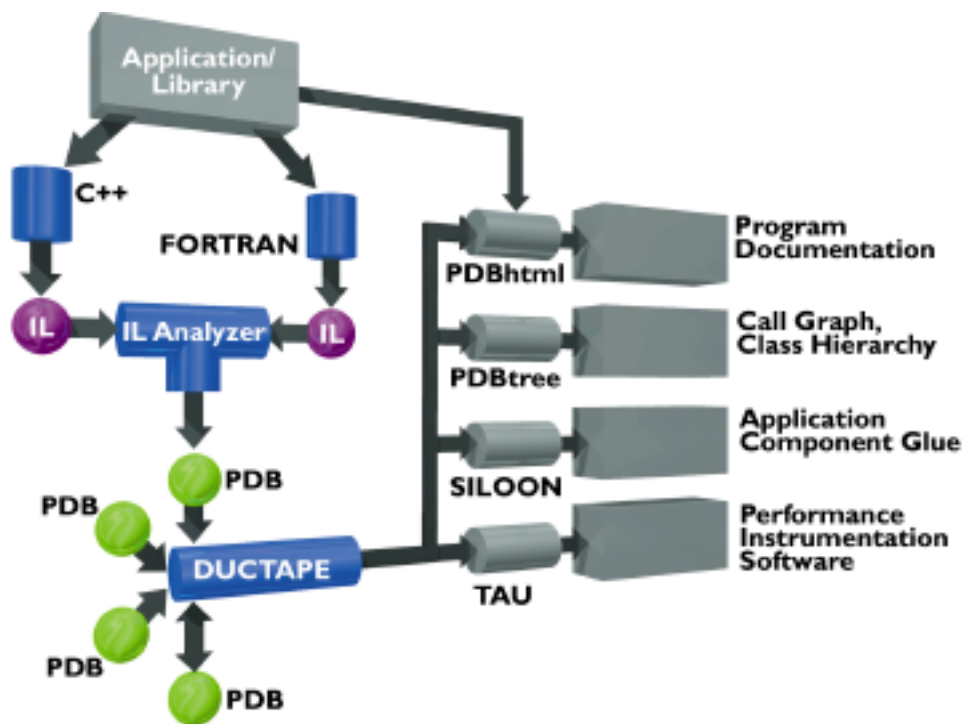 Application/
Library
C++
FORTRAN
IL
IL Analyzer
IL
PDB
PDB
DUCTAPE
PDB
PDB
PDBhtml
Program
Documentation
PDBtree
Call Graph,
Class Hierarchy
SILOON
Application
Component Glue
TAU
Performance
Instrumentation
Software